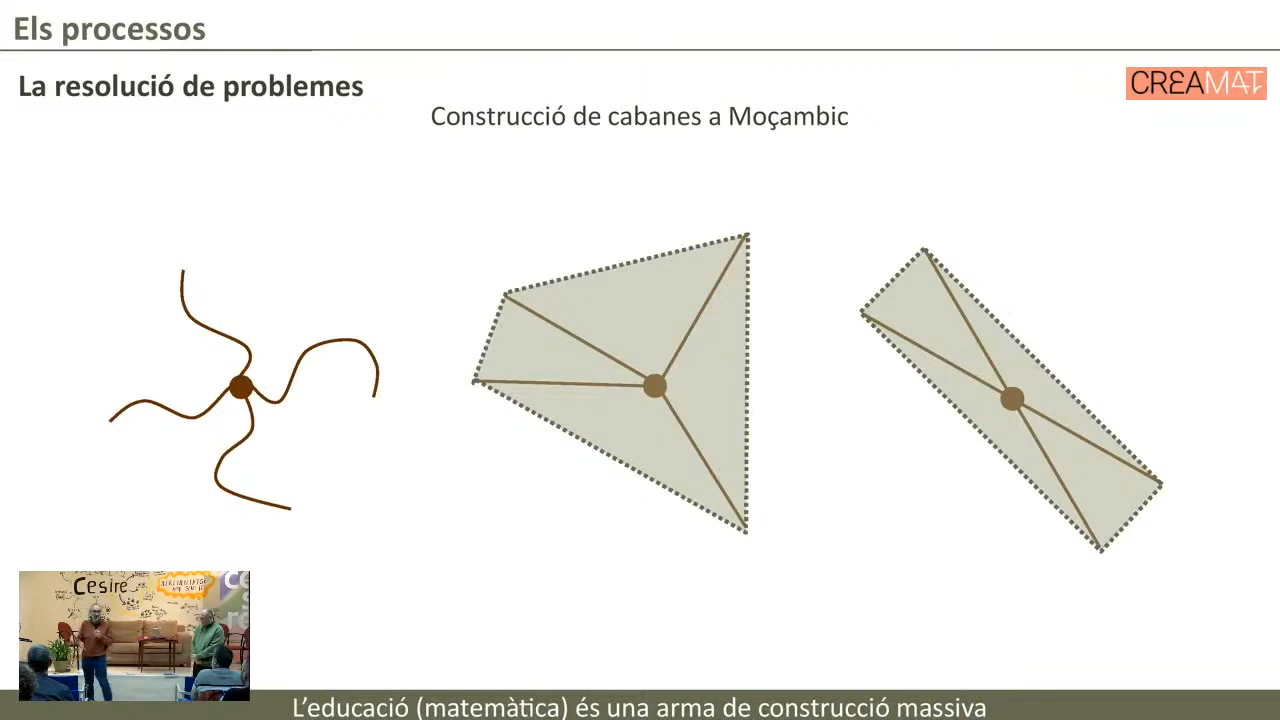 Els processos
La resolució de problemes
CREAMAT
Construcció de cabanes a Moçambic
Cesire
L'educació (matemàtica) és una arma de construcció massiva